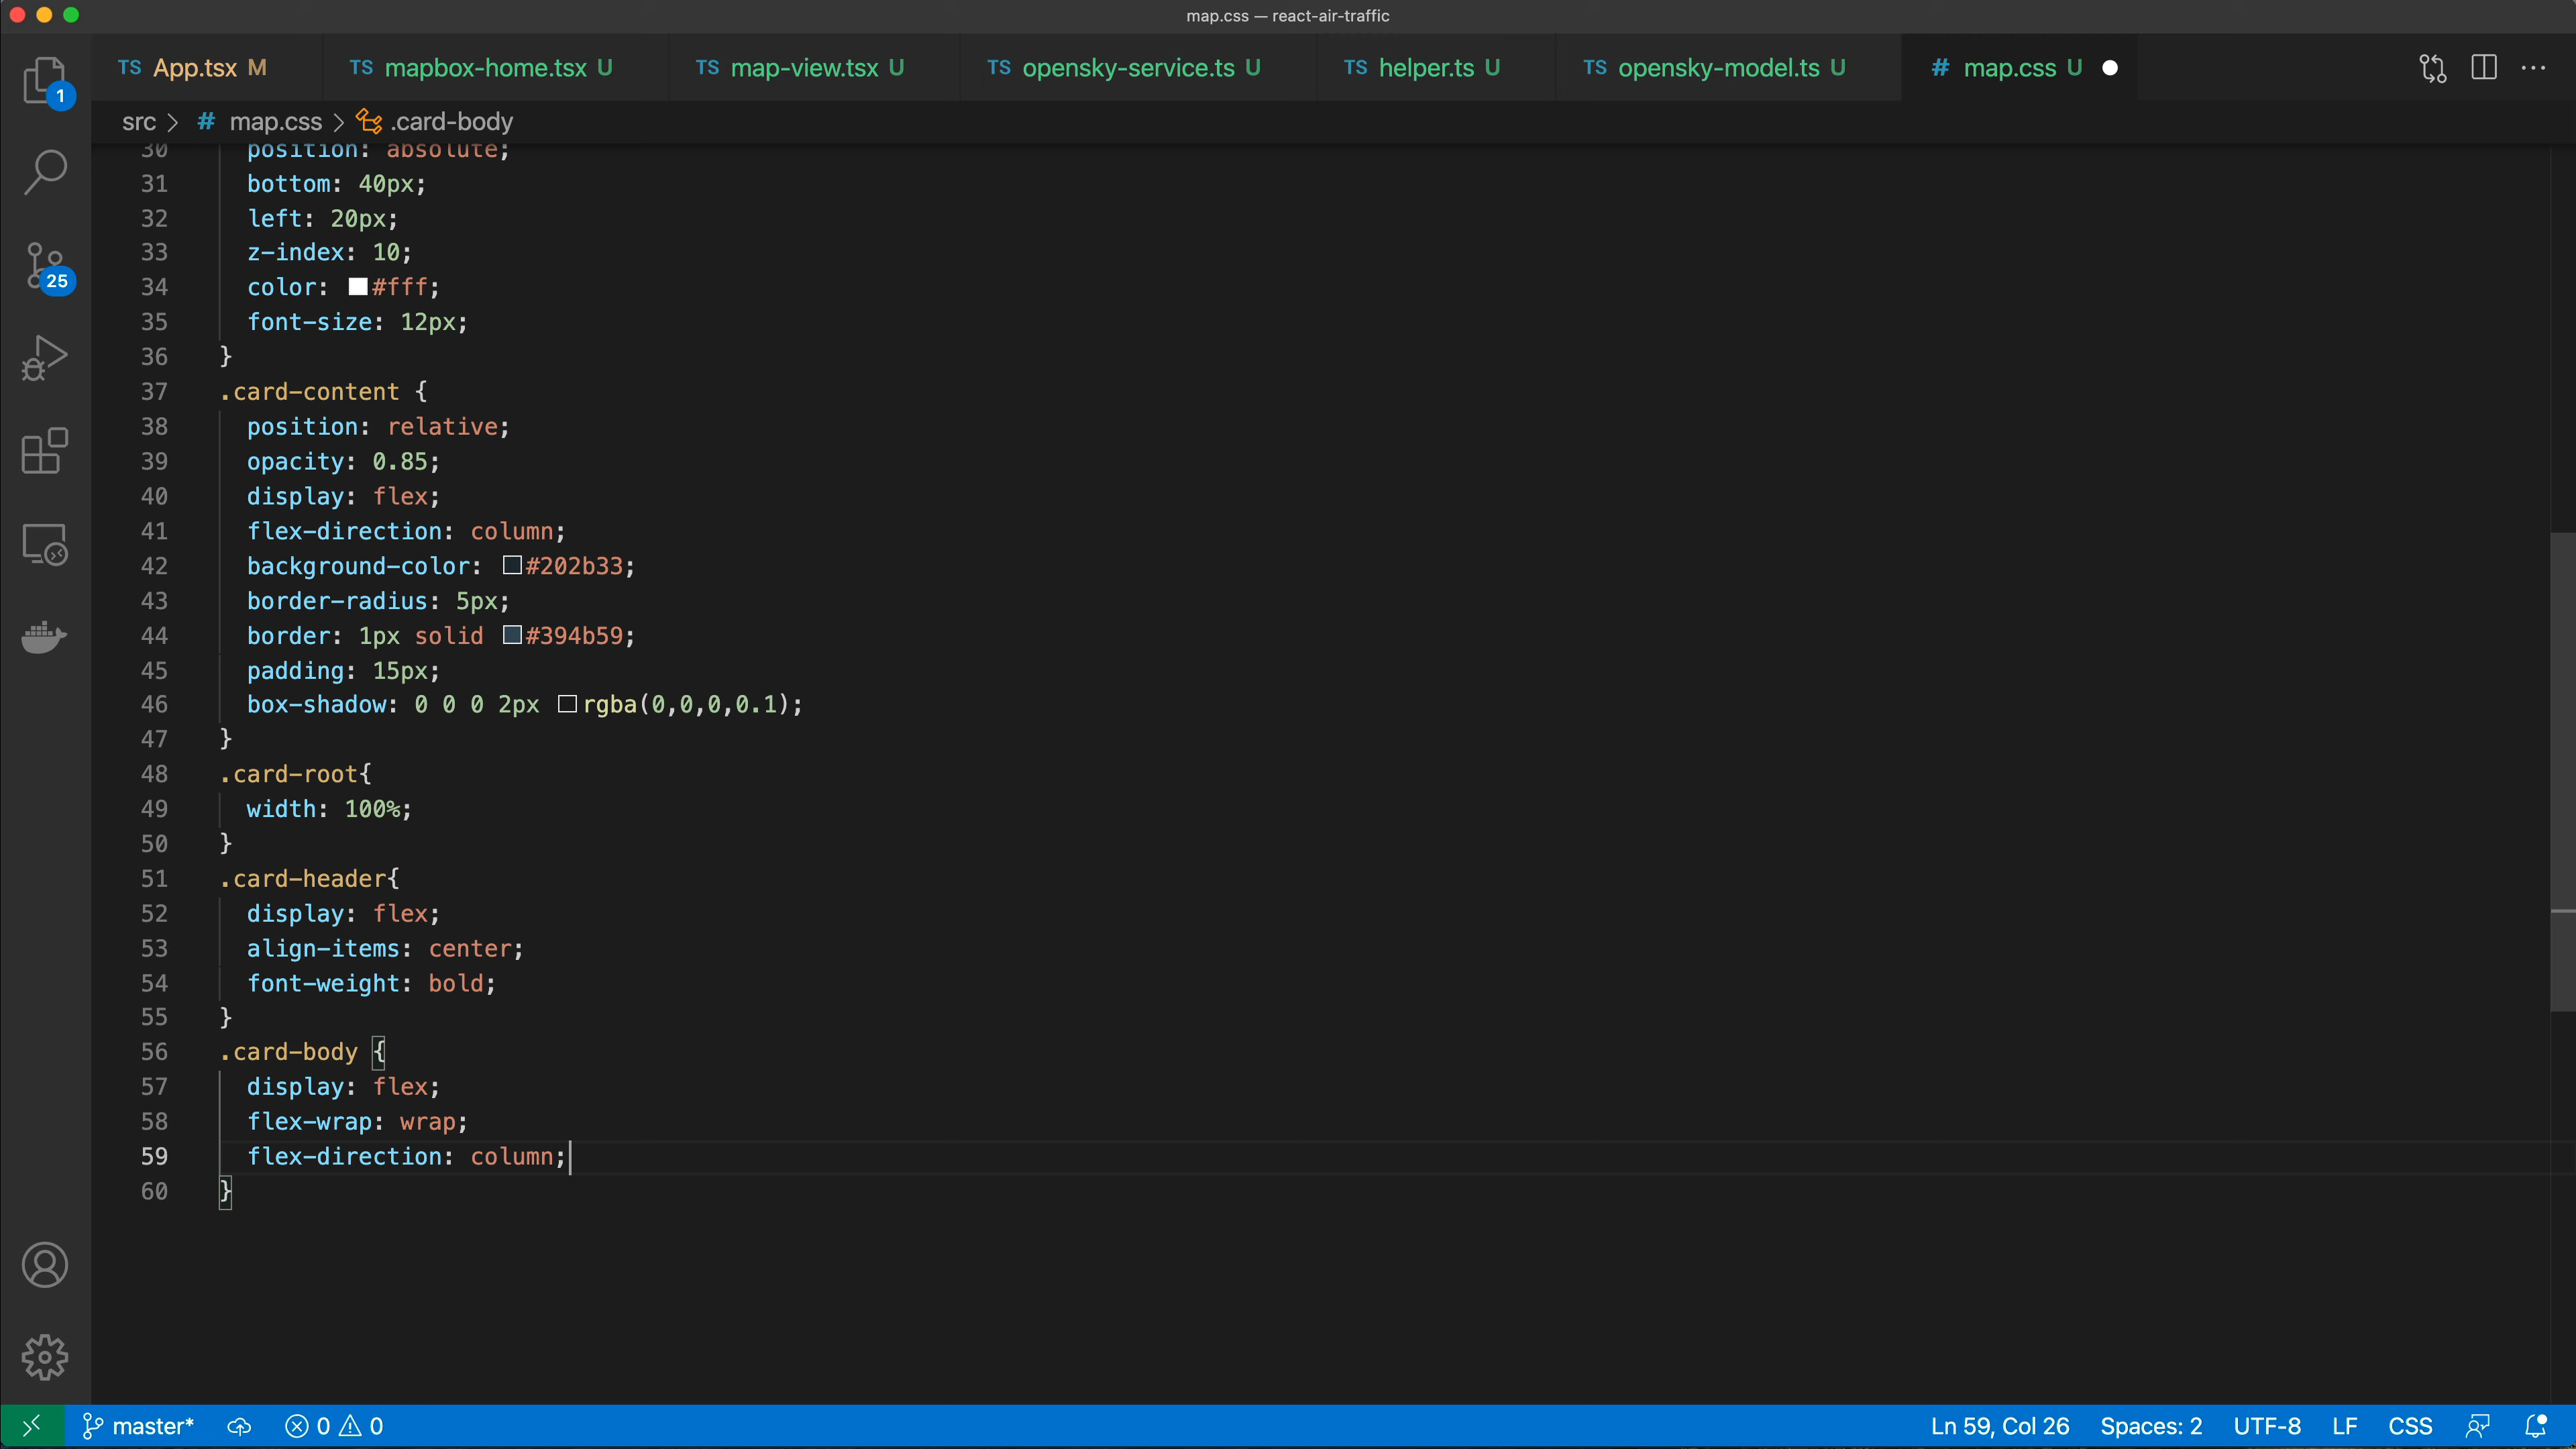 map.css — react-air-traffic
TS App.tsx M TS mapbox-home.tsx U TS map-view.tsx U TS opensky-service.ts U TS helper.ts U TS opensky-model.ts U # map.css U
1
src > # map.css > .card-body
30 position: absolute;
31 bottom: 40px;
32 left: 20px;
33 z-index: 10;
25
34 color: #fff;
35 font-size: 12px;
36 }
37 .card-content {
38 position: relative;
39 opacity: 0.85;
40 display: flex;
41 flex-direction: column;
42 background-color: #202b33;
43 border-radius: 5px;
44 border: 1px solid #394b59;
45 padding: 15px;
46 box-shadow: 0 0 0 2px rgba(0,0,0,0.1);
47 }
48 .card-root{
49 width: 100%;
50 }
51 .card-header{
52 display: flex;
53 align-items: center;
54 font-weight: bold;
55 }
56 .card-body {
57 display: flex;
58 flex-wrap: wrap;
59 flex-direction: column;
60 }
master* 0 0 Ln 59, Col 26 Spaces: 2 UTF-8 LF CSS